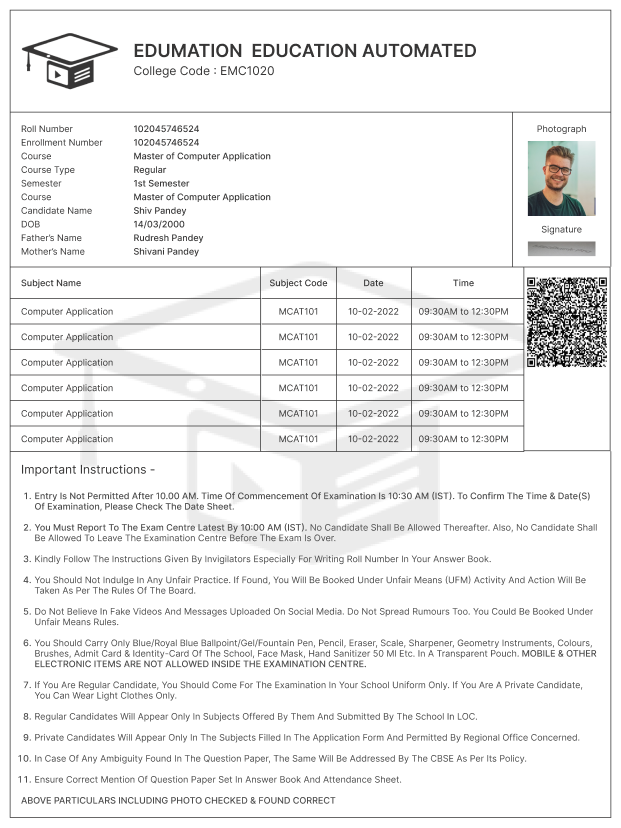 EDUMATION EDUCATION AUTOMATED
College Code : EMC1020
Roll Number 102045746524
Enrollment Number 102045746524
Course Master of Computer Application
Course Type Regular
Semester 1st Semester
Course Master of Computer Application
Candidate Name Shiv Pandey
DOB 14/03/2000
Father's Name Rudresh Pandey
Mother's Name Shivani Pandey
Photograph
Signature
Subject Name Subject Code Date Time
Computer Application MCAT101 10-02-2022 09:30AM to 12:30PM
Computer Application MCAT101 10-02-2022 09:30AM to 12:30PM
Computer Application MCAT101 10-02-2022 09:30AM to 12:30PM
Computer Application MCAT101 10-02-2022 09:30AM to 12:30PM
Computer Application MCAT101 10-02-2022 09:30AM to 12:30PM
Computer Application MCAT101 10-02-2022 09:30AM to 12:30PM
Important Instructions -
1. Entry Is Not Permitted After 10.00 AM. Time Of Commencement Of Examination Is 10:30 AM (IST). To Confirm The Time & Date(S)
Of Examination, Please Check The Date Sheet.
2. You Must Report To The Exam Centre Latest By 10:00 AM (IST). No Candidate Shall Be Allowed Thereafter. Also, No Candidate Shall
Be Allowed To Leave The Examination Centre Before The Exam Is Over.
3. Kindly Follow The Instructions Given By Invigilators Especially For Writing Roll Number In Your Answer Book.
4. You Should Not Indulge In Any Unfair Practice. If Found, You Will Be Booked Under Unfair Means (UFM) Activity And Action Will Be
Taken As Per The Rules Of The Board.
5. Do Not Believe In Fake Videos And Messages Uploaded On Social Media. Do Not Spread Rumours Too. You Could Be Booked Under
Unfair Means Rules.
6. You Should Carry Only Blue/Royal Blue Ballpoint/Gel/Fountain Pen, Pencil, Eraser, Scale, Sharpener, Geometry Instruments, Colours,
Brushes, Admit Card & Identity-Card Of The School, Face Mask, Hand Sanitizer 50 Ml Etc. In A Transparent Pouch. MOBILE & OTHER
ELECTRONIC ITEMS ARE NOT ALLOWED INSIDE THE EXAMINATION CENTRE.
7. If You Are Regular Candidate, You Should Come For The Examination In Your School Uniform Only. If You Are A Private Candidate,
You Can Wear Light Clothes Only.
8. Regular Candidates Will Appear Only In Subjects Offered By Them And Submitted By The School In LOC.
9. Private Candidates Will Appear Only In The Subjects Filled In The Application Form And Permitted By Regional Office Concerned.
10. In Case Of Any Ambiguity Found In The Question Paper, The Same Will Be Addressed By The CBSE As Per Its Policy.
11. Ensure Correct Mention Of Question Paper Set In Answer Book And Attendance Sheet.
ABOVE PARTICULARS INCLUDING PHOTO CHECKED & FOUND CORRECT